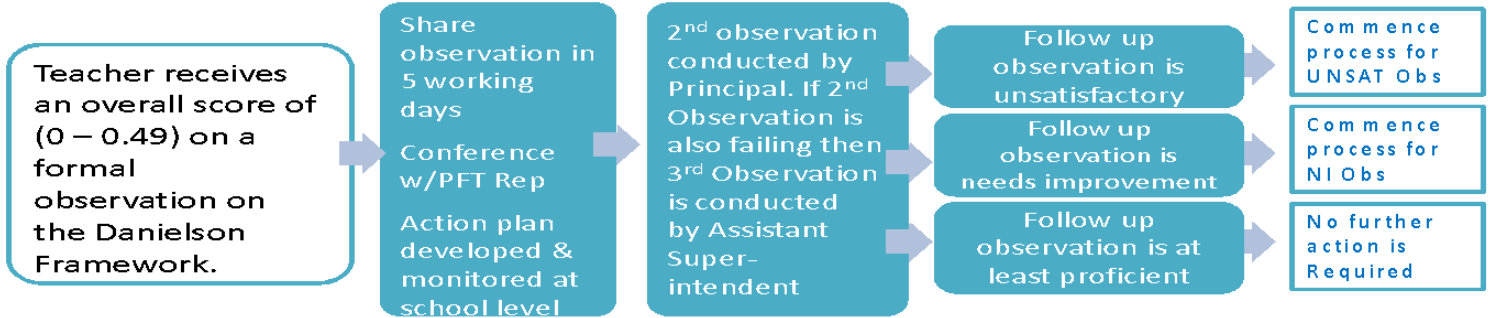 Teacher receives
an overall score of
(0 – 0.49) on a
formal
observation on
the Danielson
Framework.
Share
observation in
5 working
days
Conference
w/PFT Rep
Action plan
developed &
monitored at
school level
2nd observation
conducted by
Principal. If 2nd
Observation is
also failing then
3rd Observation
is conducted
by Assistant
Super-
intendent
Follow up
observation is
unsatisfactory
Commence
process for
UNSAT Obs
Follow up
observation is
needs improvement
Commence
process for
NI Obs
Follow up
observation is at
least proficient
No further
action is
Required